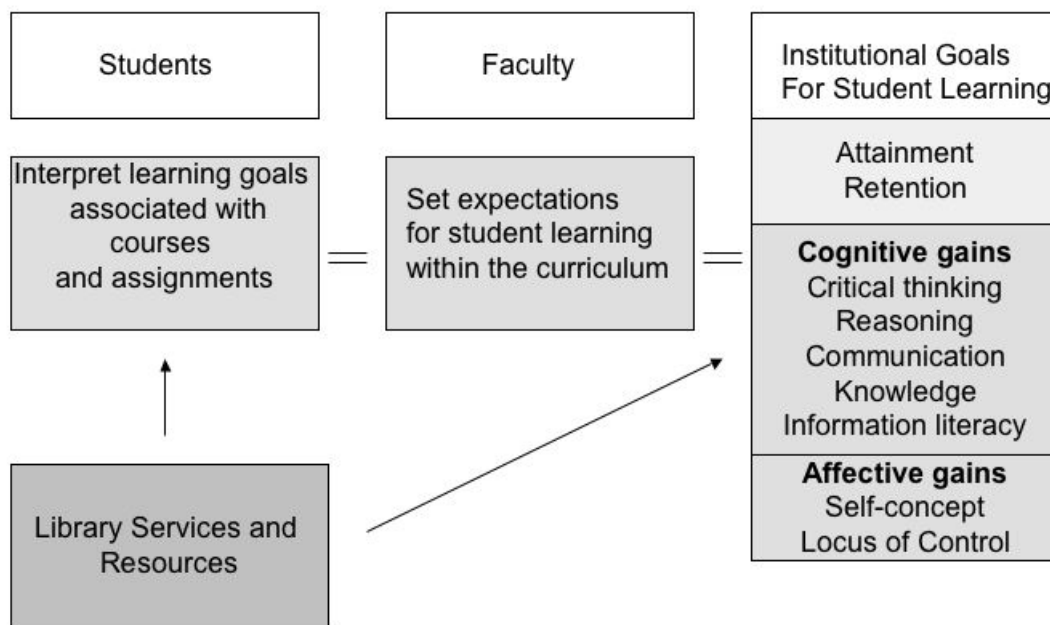 Students
Faculty
Institutional Goals
For Student Learning
Interpret learning goals
associated with
courses
and assignments
=
Set expectations
for student learning
within the curriculum
=
Attainment
Retention
Cognitive gains
Critical thinking
Reasoning
Communication
Knowledge
Information literacy
Affective gains
Self-concept
Locus of Control
Library Services and
Resources